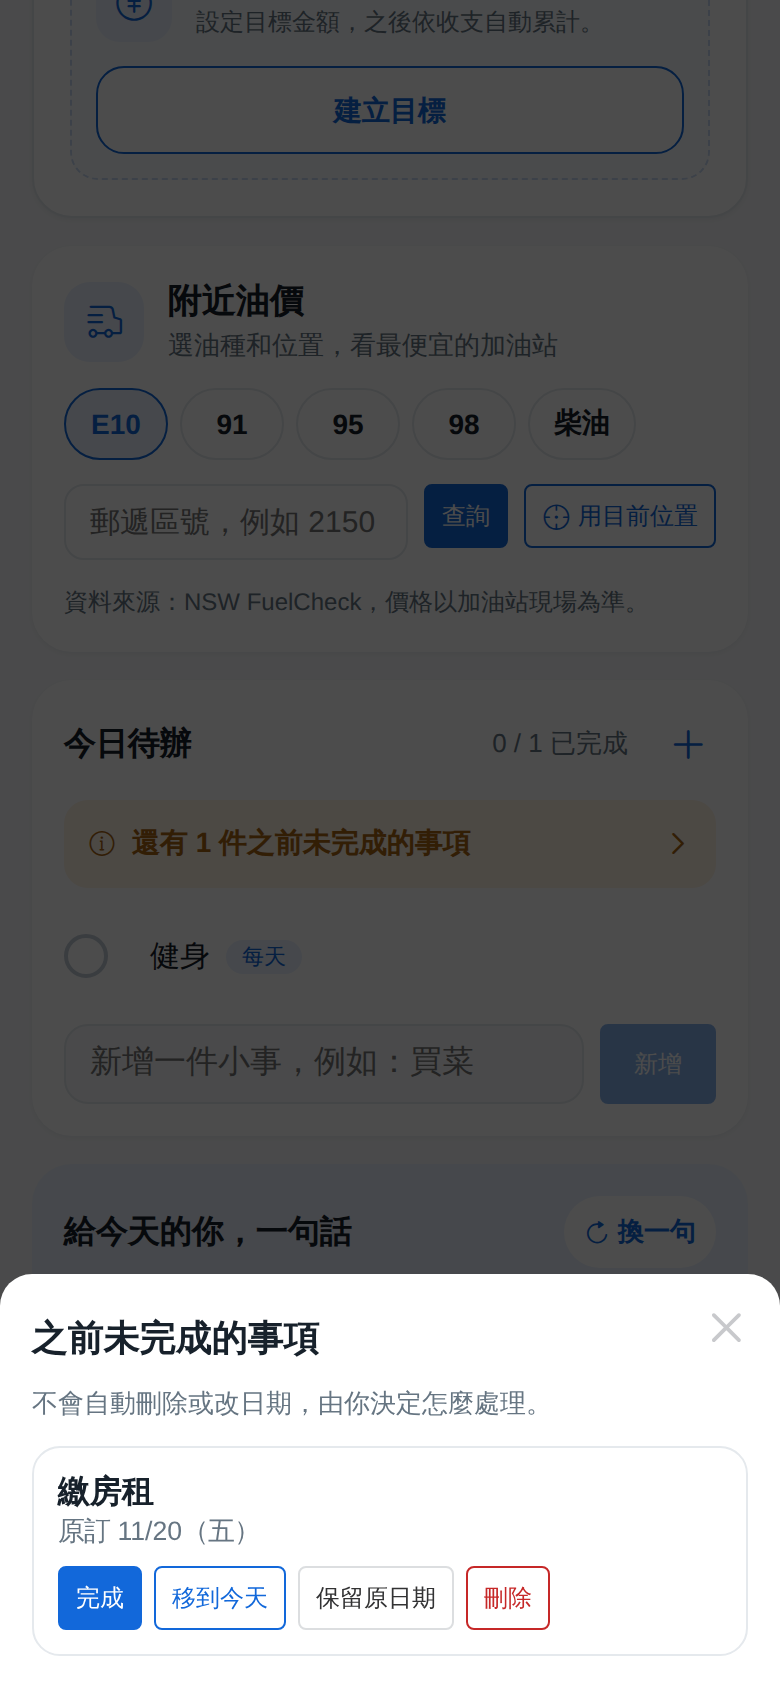 設定目標金額，之後依收支自動累計。
建立目標
附近油價
選油種和位置，看最便宜的加油站
E10 91 95 98 柴油
郵遞區號，例如 2150 查詢 用目前位置
資料來源：NSW FuelCheck，價格以加油站現場為準。
今日待辦 0 / 1 已完成
還有 1 件之前未完成的事項
健身 每天
新增一件小事，例如：買菜 新增
給今天的你，一句話 換一句
之前未完成的事項
不會自動刪除或改日期，由你決定怎麼處理。
繳房租
原訂 11/20（五）
完成 移到今天 保留原日期 刪除